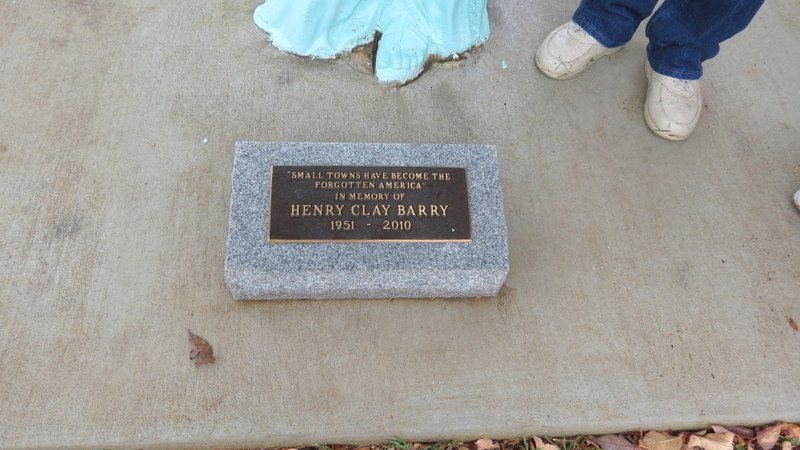 "SMALL TOWNS HAVE BECOME THE
FORGOTTEN AMERICA"
IN MEMORY OF
HENRY CLAY BARRY
1951 - 2010